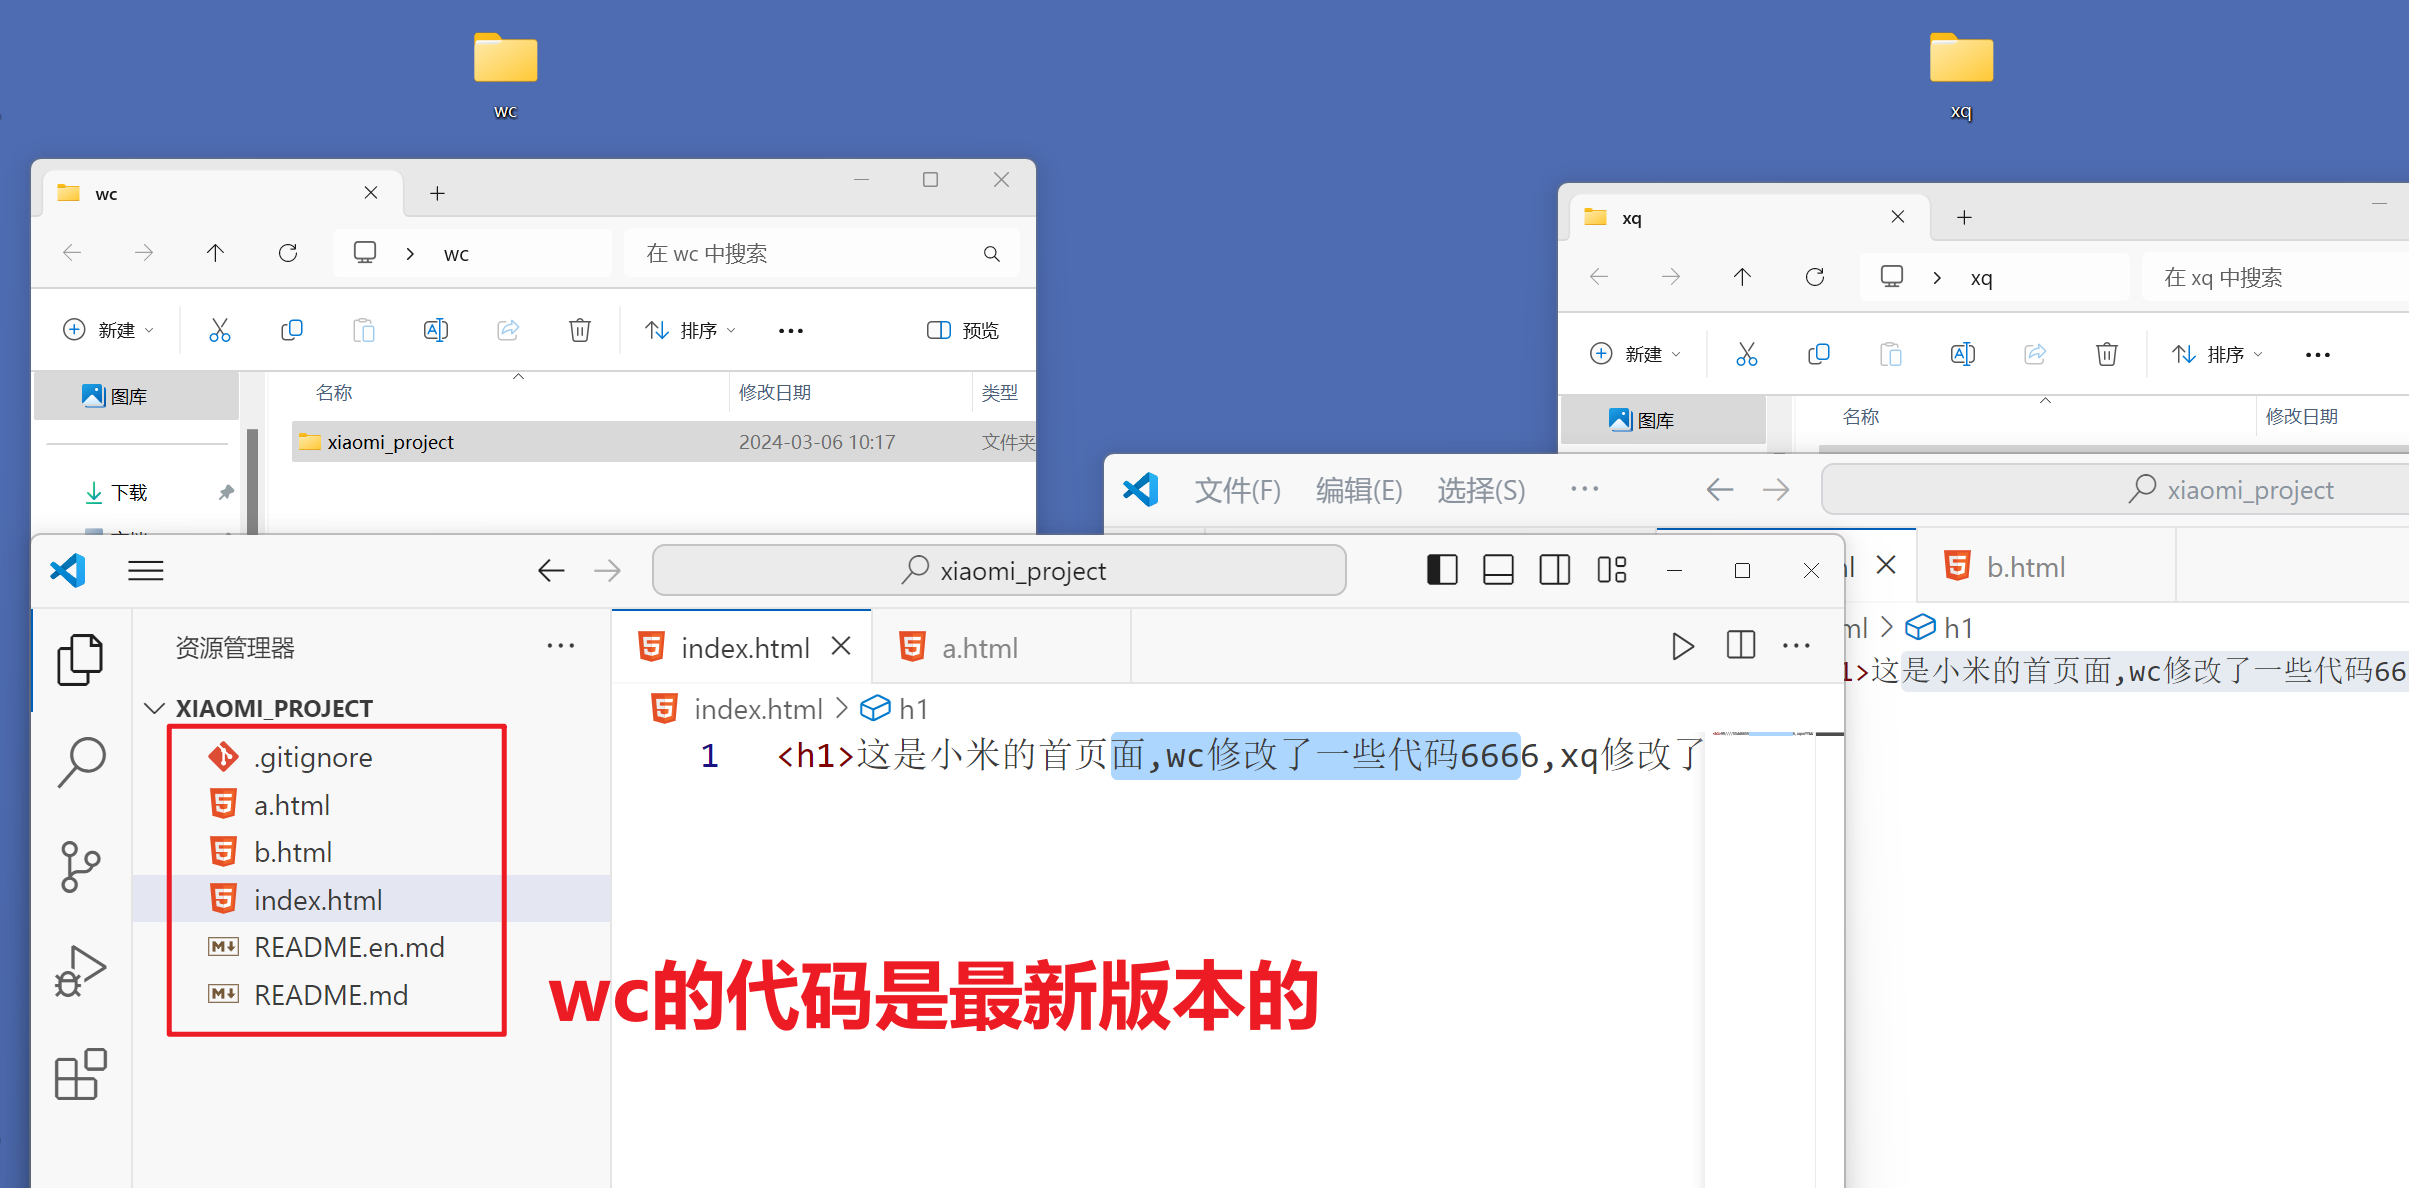 wc
xq
wc
wc
在 wc 中搜索
新建
排序
预览
图库
名称
修改日期
类型
xiaomi_project
2024-03-06 10:17
文件夹
下载
xq
xq
在 xq 中搜索
新建
排序
图库
名称
修改日期
文件(F) 编辑(E) 选择(S) ···
xiaomi_project
b.html
h1
>这是小米的首页面,wc修改了一些代码66
xiaomi_project
资源管理器
index.html
a.html
XIAOMI_PROJECT
index.html > h1
1 <h1>这是小米的首页面,wc修改了一些代码6666,xq修改了
.gitignore
a.html
b.html
index.html
README.en.md
README.md
wc的代码是最新版本的